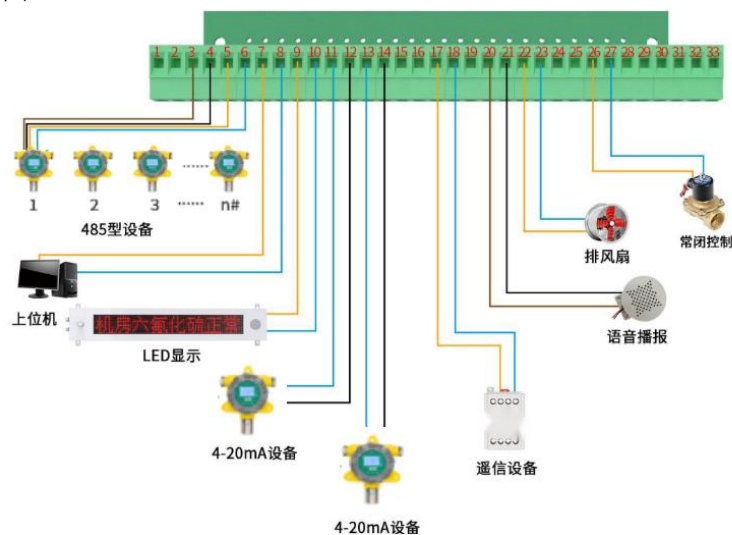 1 2 3 4 5 6 7 8 9 10 11 12 13 14 15 16 17 18 19 20 21 22 23 24 25 26 27 28 29 30 31 32 33
1 2 3 …… n#
485型设备
常闭控制
排风扇
上位机
机房六氟化硫正常
语音播报
LED显示
4-20mA设备
遥信设备
4-20mA设备